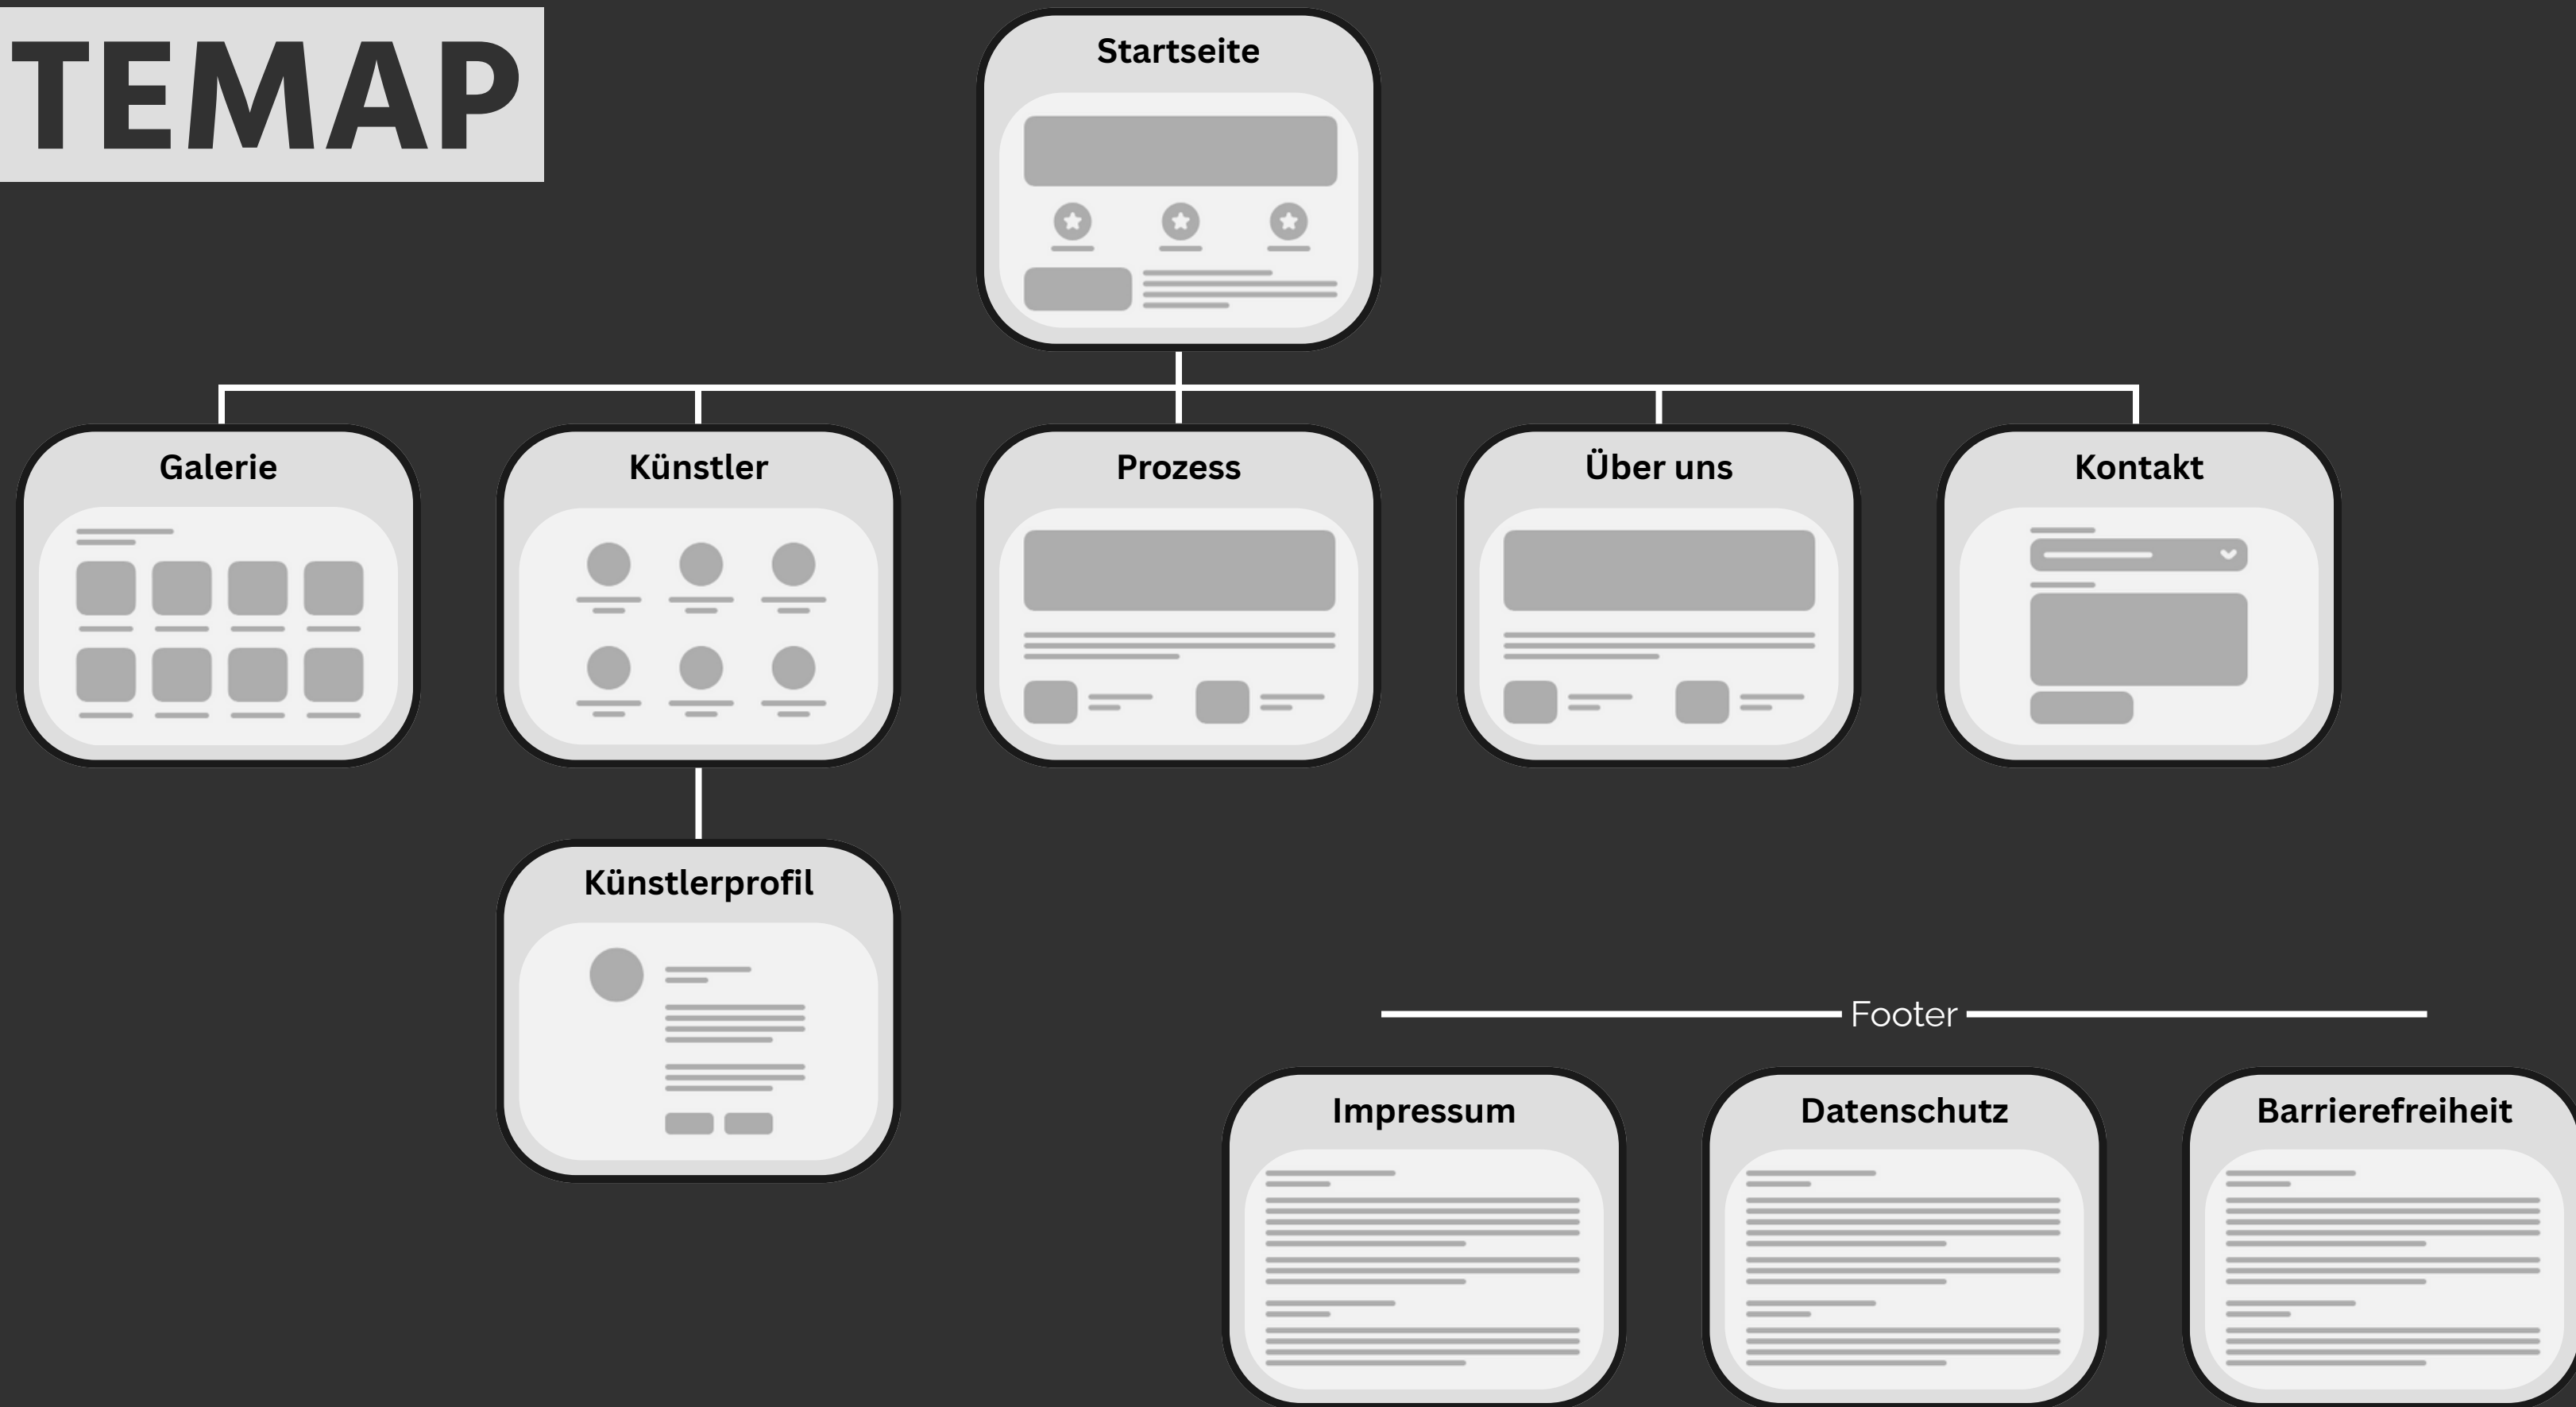 TEMAP
Startseite
Galerie
Künstler
Prozess
Über uns
Kontakt
Künstlerprofil
Footer
Impressum
Datenschutz
Barrierefreiheit